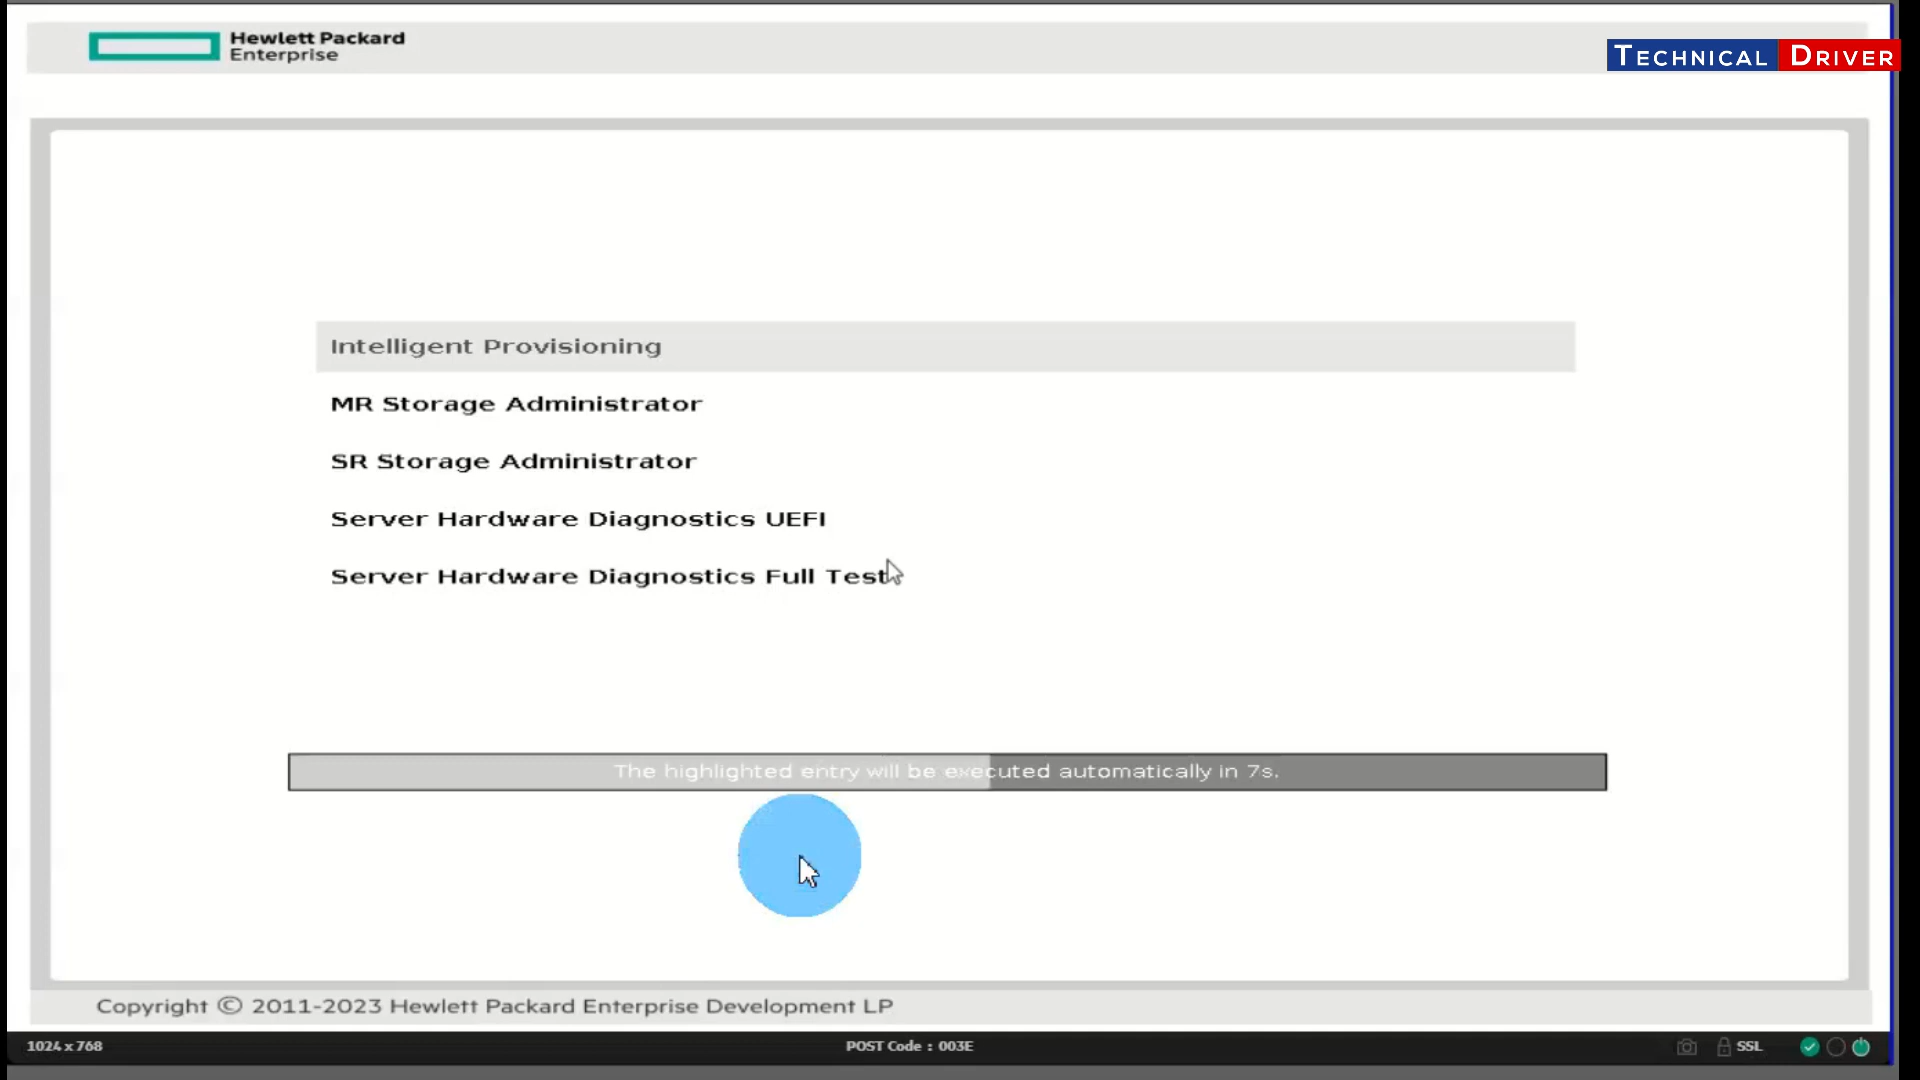 Hewlett Packard
Enterprise
TECHNICAL DRIVER
Intelligent Provisioning
MR Storage Administrator
SR Storage Administrator
Server Hardware Diagnostics UEFI
Server Hardware Diagnostics Full Test
The highlighted entry will be executed automatically in 7s.
Copyright © 2011-2023 Hewlett Packard Enterprise Development LP
1024 x 768
POST Code : 003E
SSL